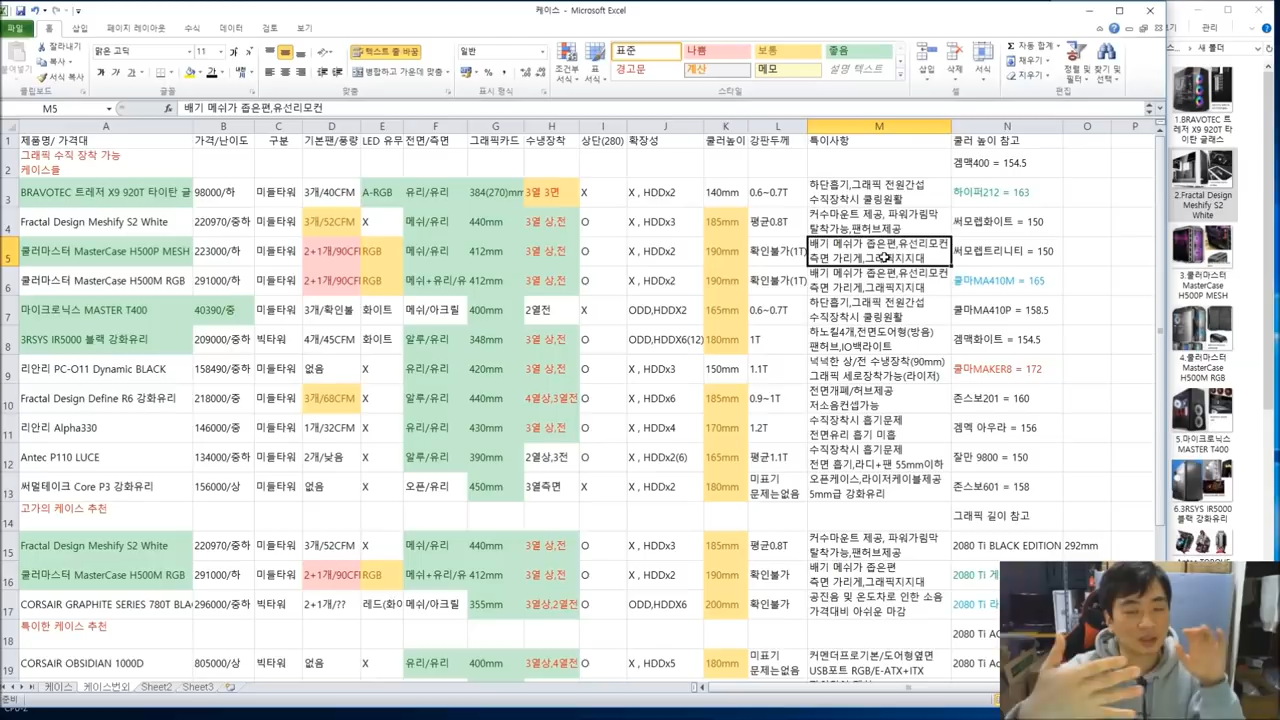 케이스 - Microsoft Excel
파일 홈 삽입 페이지 레이아웃 수식 데이터 검토 보기
잘라내기
복사
서식 복사
붙여넣기
클립보드
맑은 고딕 11
글꼴
텍스트 줄 바꿈
병합하고 가운데 맞춤
맞춤
일반
표시 형식
조건부 서식
표 서식
표준 나쁨 보통 좋음
경고문 계산 메모 설명 텍스트
스타일
삽입 삭제 서식
셀
자동 합계
채우기
지우기
정렬 및 필터
찾기 및 선택
편집
M5 fx 배기 메쉬가 좁은편,유선리모컨
A B C D E F G H I J K L M N O P
1 제품명 / 가격대 가격/난이도 구분 기본팬/풍량 LED 유무 전면/측면 그래픽카드 수냉장착 상단(280) 확장성 쿨러높이 강판두께 특이사항 쿨러 높이 참고
2 그래픽 수직 장착 가능
케이스를 겜맥400 = 154.5
3 BRAVOTEC 트레저 X9 920T 타이탄 글 98000/하 미들타워 3개/40CFM A-RGB 유리/유리 384(270)mm 3열 3면 X X , HDDx2 140mm 0.6~0.7T 하단흡기,그래픽 전원간섭
수직장착시 쿨링원활 하이퍼212 = 163
4 Fractal Design Meshify S2 White 220970/중하 미들타워 3개/52CFM X 메쉬/유리 440mm 3열 상,전 O X , HDDx3 185mm 평균0.8T 커수마운트 제공, 파워가림막
탈착가능,팬허브제공 써모렙화이트 = 150
5 쿨러마스터 MasterCase H500P MESH 223000/하 미들타워 2+1개/90CFI RGB 메쉬/유리 412mm 3열 상,전 O X , HDDx2 190mm 확인불가(1T) 배기 메쉬가 좁은편,유선리모컨
측면 가리게,그래픽지지대 써모렙트리니티 = 150
6 쿨러마스터 MasterCase H500M RGB 291000/하 미들타워 2+1개/90CFI RGB 메쉬+유리/유 412mm 3열 상,전 O X , HDDx2 190mm 확인불가(1T) 배기 메쉬가 좁은편,유선리모컨
측면 가리게,그래픽지지대 쿨마MA410M = 165
7 마이크로닉스 MASTER T400 40390/중 미들타워 3개/확인불 화이트 메쉬/아크릴 400mm 2열전 X ODD,HDDX2 165mm 0.6~0.7T 하단흡기,그래픽 전원간섭
수직장착시 쿨링원활 쿨마MA410P = 158.5
8 3RSYS IR5000 블랙 강화유리 209000/중하 빅타워 4개/45CFM 화이트 알루/유리 348mm 3열 상,전 O ODD,HDDX6(12) 180mm 1T 하노킬4개,전면도어형(방음)
팬허브,IO백라이트 겜맥화이트 = 154.5
9 리안리 PC-O11 Dynamic BLACK 158490/중하 미들타워 없음 X 유리/유리 420mm 3열 상,전 O X , HDDx3 150mm 1.1T 넉넉한 상/전 수냉장착(90mm)
그래픽 세로장착가능(라이저) 쿨마MAKER8 = 172
10 Fractal Design Define R6 강화유리 218000/중 미들타워 3개/68CFM X 알루/유리 440mm 4열상,3열전 O X , HDDx6 185mm 0.9~1T 전면개폐/허브제공
저소음컨셉가능 존스보201 = 160
11 리안리 Alpha330 146000/중 미들타워 1개/32CFM X 유리/유리 430mm 3열 상,전 O X , HDDx4 170mm 1.2T 수직장착시 흡기문제
전면유리 흡기 미흡 겜멕 아우라 = 156
12 Antec P110 LUCE 134000/중 미들타워 2개/낮음 X 알루/유리 390mm 2열상,3전 O X , HDDx2(6) 165mm 평균1.1T 수직장착시 흡기문제
전면 흡기,라디+팬 55mm이하 잘만 9800 = 150
13 써멀테이크 Core P3 강화유리 156000/상 미들타워 없음 X 오픈/유리 450mm 3열측면 X X , HDDx3 180mm 미표기
문제는없음 오픈케이스,라이저케이블제공
5mm급 강화유리 존스보601 = 158
14 고가의 케이스 추천 그래픽 길이 참고
15 Fractal Design Meshify S2 White 220970/중하 미들타워 3개/52CFM X 메쉬/유리 440mm 3열 상,전 O X , HDDx3 185mm 평균0.8T 커수마운트 제공, 파워가림막
탈착가능,팬허브제공 2080 TI BLACK EDITION 292mm
16 쿨러마스터 MasterCase H500M RGB 291000/하 미들타워 2+1개/90CFI RGB 메쉬+유리/유 412mm 3열 상,전 O X , HDDx2 190mm 확인불가 배기 메쉬가 좁은편
측면 가리게,그래픽지지대 2080 TI 게
17 CORSAIR GRAPHITE SERIES 780T BLA 296000/중 빅타워 2+1개/?? 레드(화이 메쉬/아크릴 355mm 3열상,2열전 O ODD,HDDX6 200mm 확인불가 공진음 및 온도차로 인한 소음
가격대비 아쉬운 마감 2080 TI 라
18 특이한 케이스 추천 2080 TI AC
19 CORSAIR OBSIDIAN 1000D 805000/상 빅타워 없음 X 유리/유리 400mm 3열상,4열전 O X , HDDx5 180mm 미표기
문제는없음 커멘더프로기본/도어형옆면
USB포트 RGB/E-ATX+ITX 2080 Ti Ac
케이스 케이스번외 Sheet2 Sheet3
준비
관리
새 폴더
1.BRAVOTEC 트레저 X9 920T 타이탄 글래스
2.Fractal Design Meshify S2 White
3.쿨러마스터 MasterCase H500P MESH
4.쿨러마스터 MasterCase H500M RGB
5.마이크로닉스 MASTER T400
6.3RSYS IR5000 블랙 강화유리